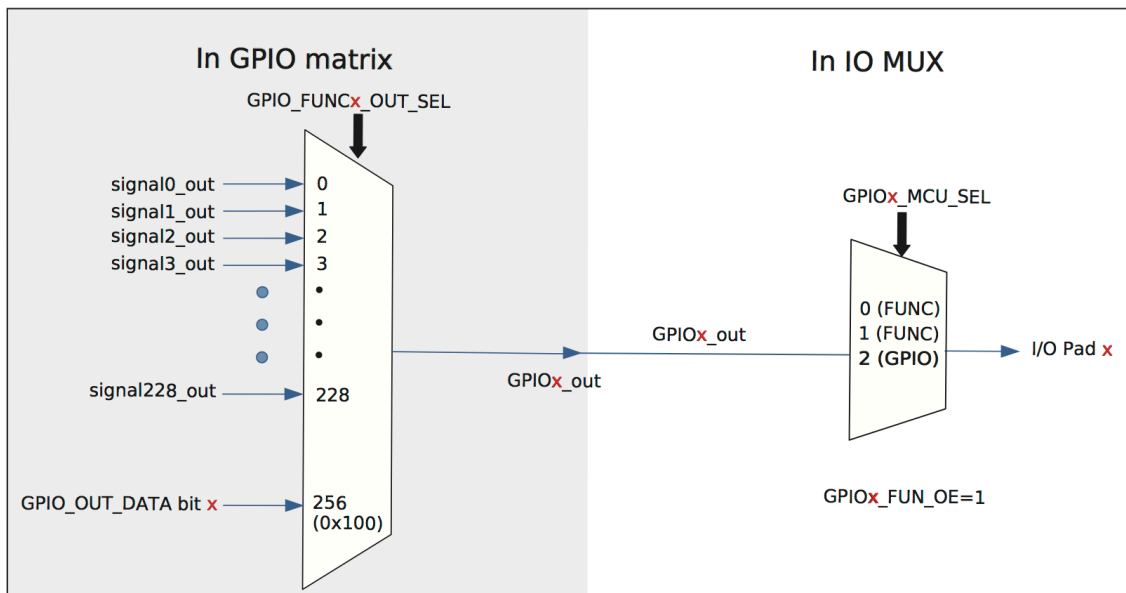 In GPIO matrix
GPIO_FUNCx_OUT_SEL
signal0_out
0
signal1_out
1
signal2_out
2
signal3_out
3
signal228_out
228
GPIO_OUT_DATA bit x
256
(0x100)
GPIOx_out
In IO MUX
GPIOx_MCU_SEL
GPIOx_out
0 (FUNC)
1 (FUNC)
2 (GPIO)
I/O Pad x
GPIOx_FUN_OE=1